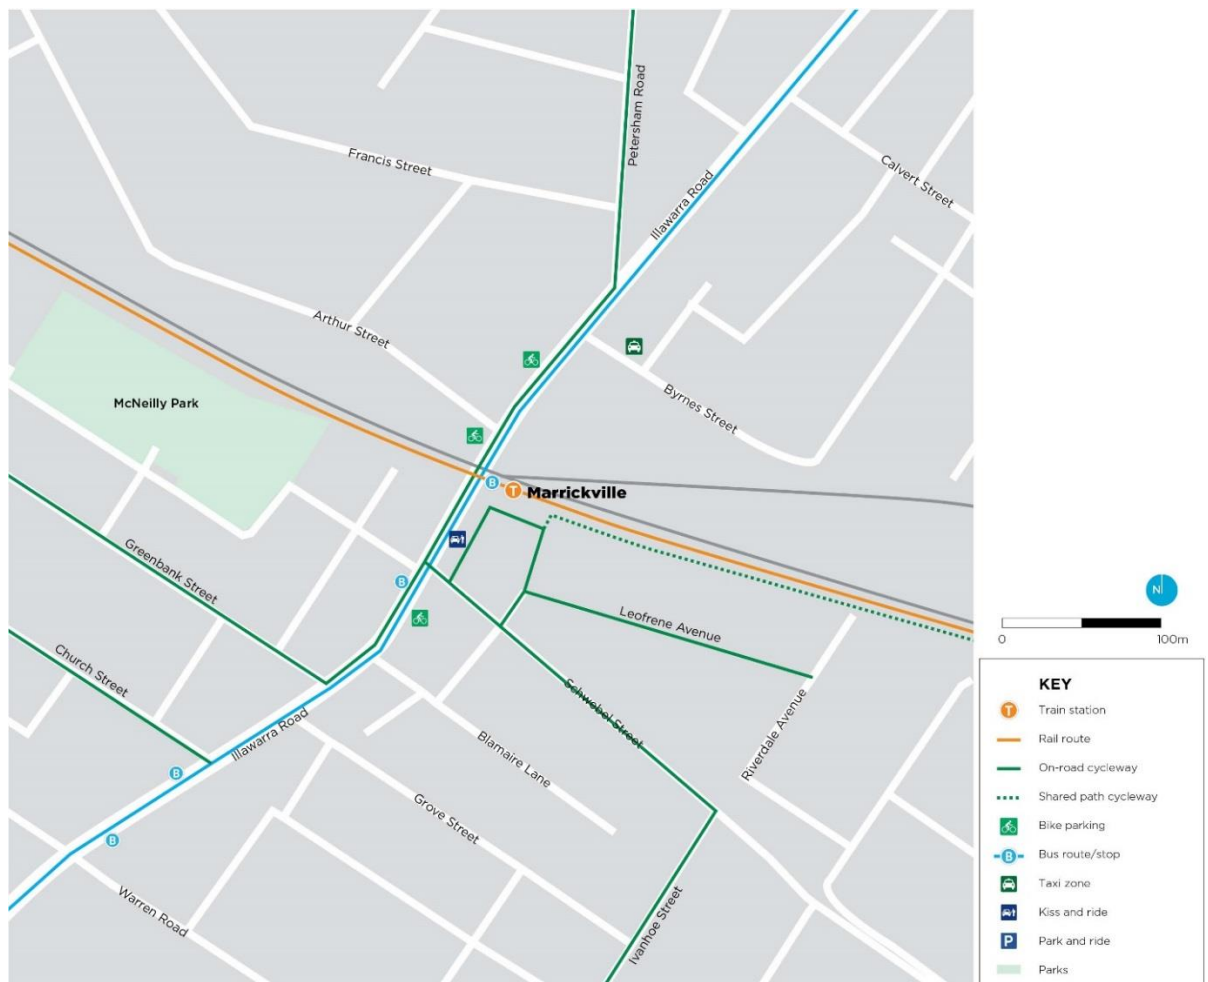 Petersham Road
Francis Street
Calvert Street
Illawarra Road
Arthur Street
McNeilly Park
Byrnes Street
B
T
Marrickville
Greenbank Street
B
Leofrene Avenue
N
0
100m
Church Street
Schwebel Street
Illawarra Road
Riverdale Avenue
Blamaire Lane
B
Grove Street
B
Warren Road
Ivanhoe Street
KEY
T Train station
Rail route
On-road cycleway
Shared path cycleway
Bike parking
B Bus route/stop
Taxi zone
Kiss and ride
P Park and ride
Parks